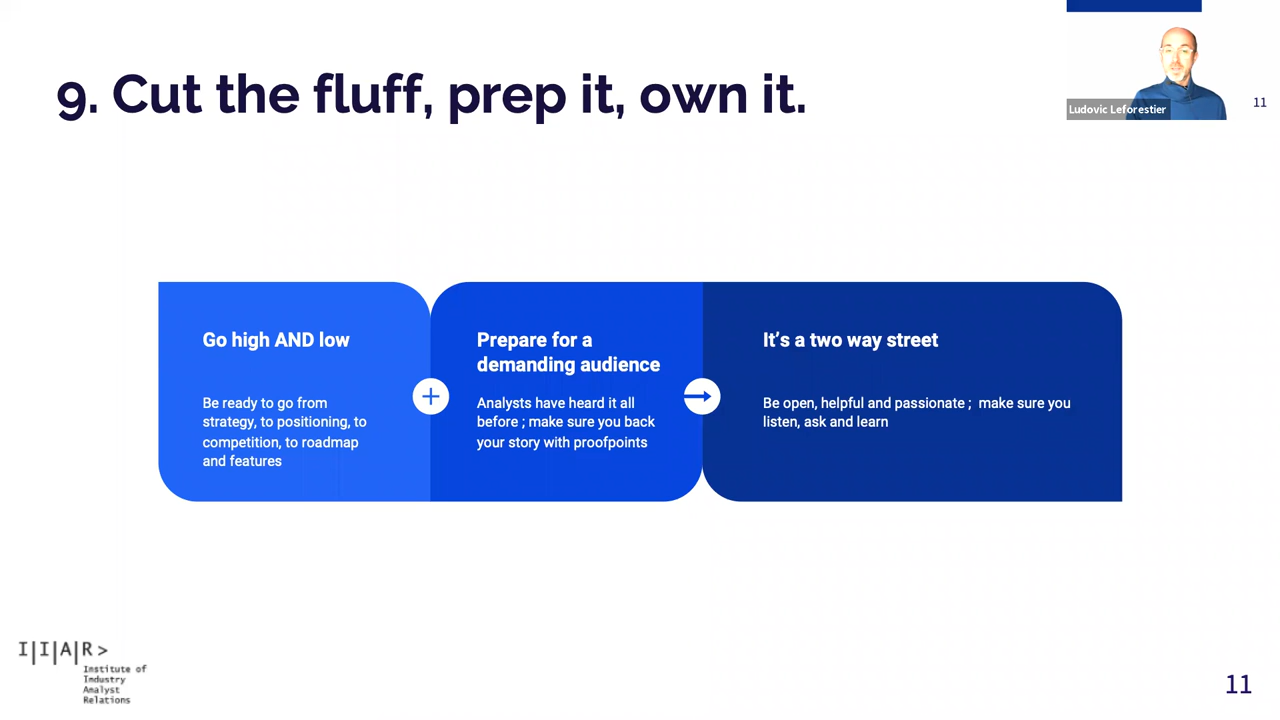 9. Cut the fluff, prep it, own it.
Ludovic Leforestier
11
Go high AND low
Be ready to go from
strategy, to positioning, to
competition, to roadmap
and features
Prepare for a
demanding audience
Analysts have heard it all
before ; make sure you back
your story with proofpoints
It's a two way street
Be open, helpful and passionate ;  make sure you
listen, ask and learn
I|I|A|R>
Institute of
Industry
Analyst
Relations
11